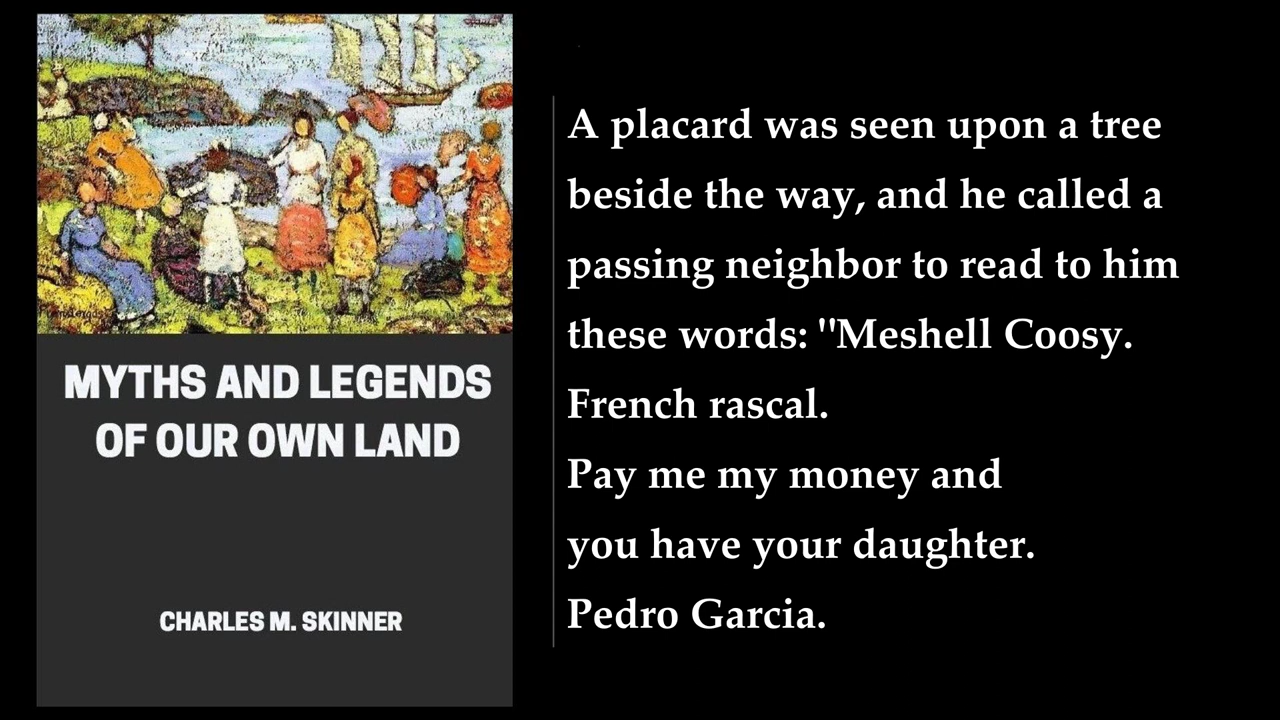 MYTHS AND LEGENDS
OF OUR OWN LAND
CHARLES M. SKINNER
A placard was seen upon a tree
beside the way, and he called a
passing neighbor to read to him
these words: "Meshell Coosy.
French rascal.
Pay me my money and
you have your daughter.
Pedro Garcia.